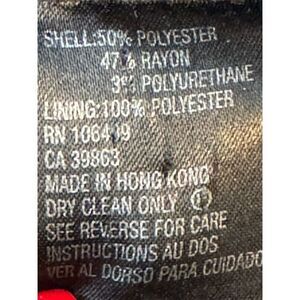 SHELL:50% POLYESTER
47% RAYON
3% POLYURETHANE
LINING:100% POLYESTER
RN 106499
CA 39863
MADE IN HONG KONG
DRY CLEAN ONLY
SEE REVERSE FOR CARE
INSTRUCTIONS AU DOS
VER AL DORSO PARA CUIDADO